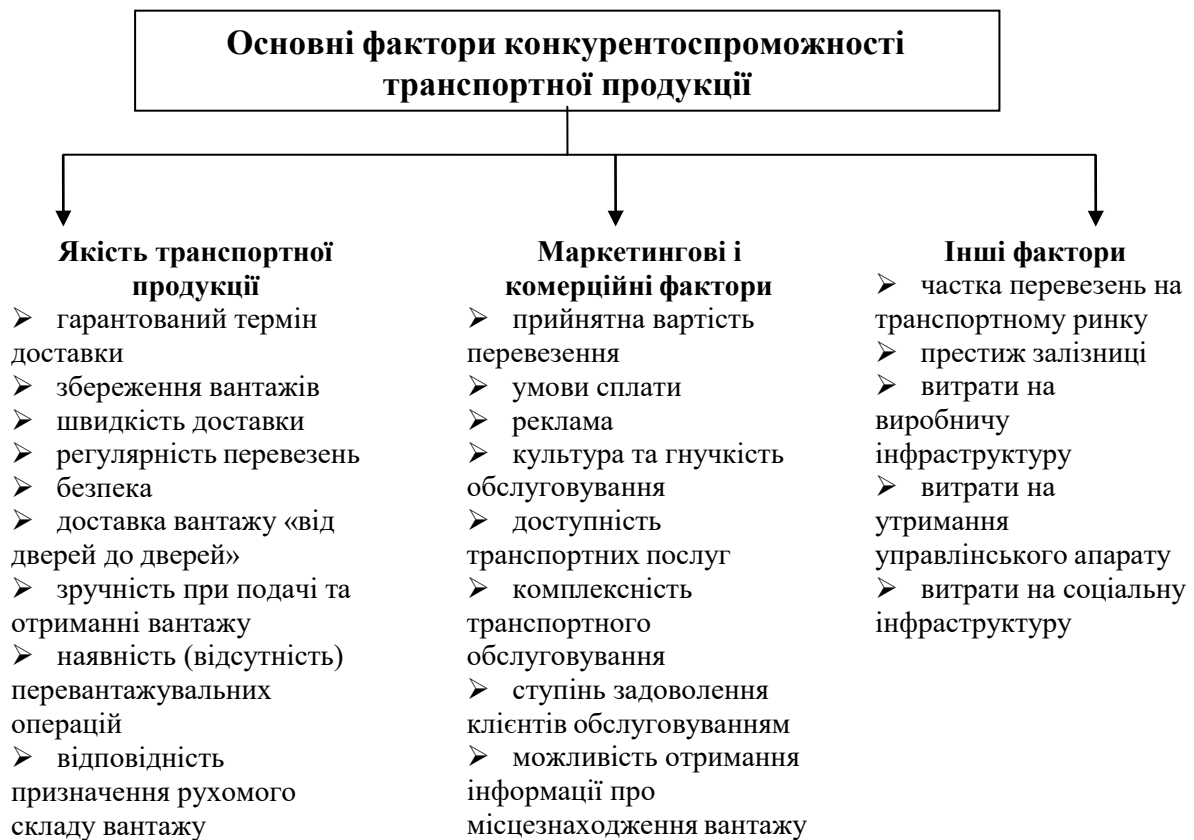 Основні фактори конкурентоспроможності
транспортної продукції
Якість транспортної
продукції
➢ гарантований термін
доставки
➢ збереження вантажів
➢ швидкість доставки
➢ регулярність перевезень
➢ безпека
➢ доставка вантажу «від
дверей до дверей»
➢ зручність при подачі та
отриманні вантажу
➢ наявність (відсутність)
перевантажувальних
операцій
➢ відповідність
призначення рухомого
складу вантажу
Маркетингові і
комерційні фактори
➢ прийнятна вартість
перевезення
➢ умови сплати
➢ реклама
➢ культура та гнучкість
обслуговування
➢ доступність
транспортних послуг
➢ комплексність
транспортного
обслуговування
➢ ступінь задоволення
клієнтів обслуговуванням
➢ можливість отримання
інформації про
місцезнаходження вантажу
Інші фактори
➢ частка перевезень на
транспортному ринку
➢ престиж залізниці
➢ витрати на
виробничу
інфраструктуру
➢ витрати на
утримання
управлінського апарату
➢ витрати на соціальну
інфраструктуру